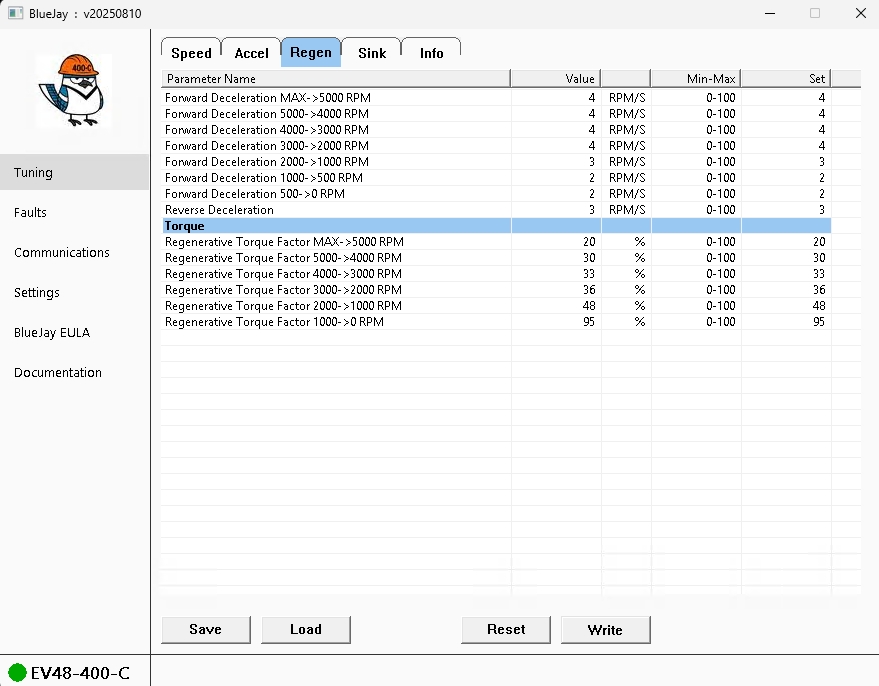 BlueJay : v20250810
400-C
Speed Accel Regen Sink Info
Parameter Name Value Min-Max Set
Forward Deceleration MAX->5000 RPM 4 RPM/S 0-100 4
Forward Deceleration 5000->4000 RPM 4 RPM/S 0-100 4
Forward Deceleration 4000->3000 RPM 4 RPM/S 0-100 4
Forward Deceleration 3000->2000 RPM 4 RPM/S 0-100 4
Forward Deceleration 2000->1000 RPM 3 RPM/S 0-100 3
Forward Deceleration 1000->500 RPM 2 RPM/S 0-100 2
Forward Deceleration 500->0 RPM 2 RPM/S 0-100 2
Reverse Deceleration 3 RPM/S 0-100 3
Torque
Regenerative Torque Factor MAX->5000 RPM 20 % 0-100 20
Regenerative Torque Factor 5000->4000 RPM 30 % 0-100 30
Regenerative Torque Factor 4000->3000 RPM 33 % 0-100 33
Regenerative Torque Factor 3000->2000 RPM 36 % 0-100 36
Regenerative Torque Factor 2000->1000 RPM 48 % 0-100 48
Regenerative Torque Factor 1000->0 RPM 95 % 0-100 95
Tuning
Faults
Communications
Settings
BlueJay EULA
Documentation
Save Load Reset Write
EV48-400-C